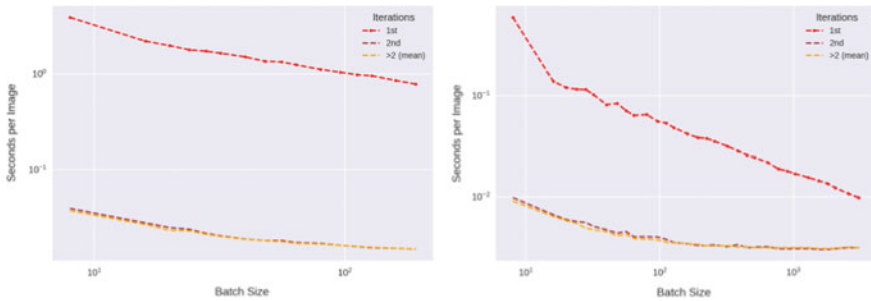 Iterations
1st
2nd
>2 (mean)
Seconds per Image
10⁰
10⁻¹
10¹
10²
Batch Size
Iterations
1st
2nd
>2 (mean)
Seconds per Image
10⁻¹
10⁻²
10¹
10²
10³
Batch Size